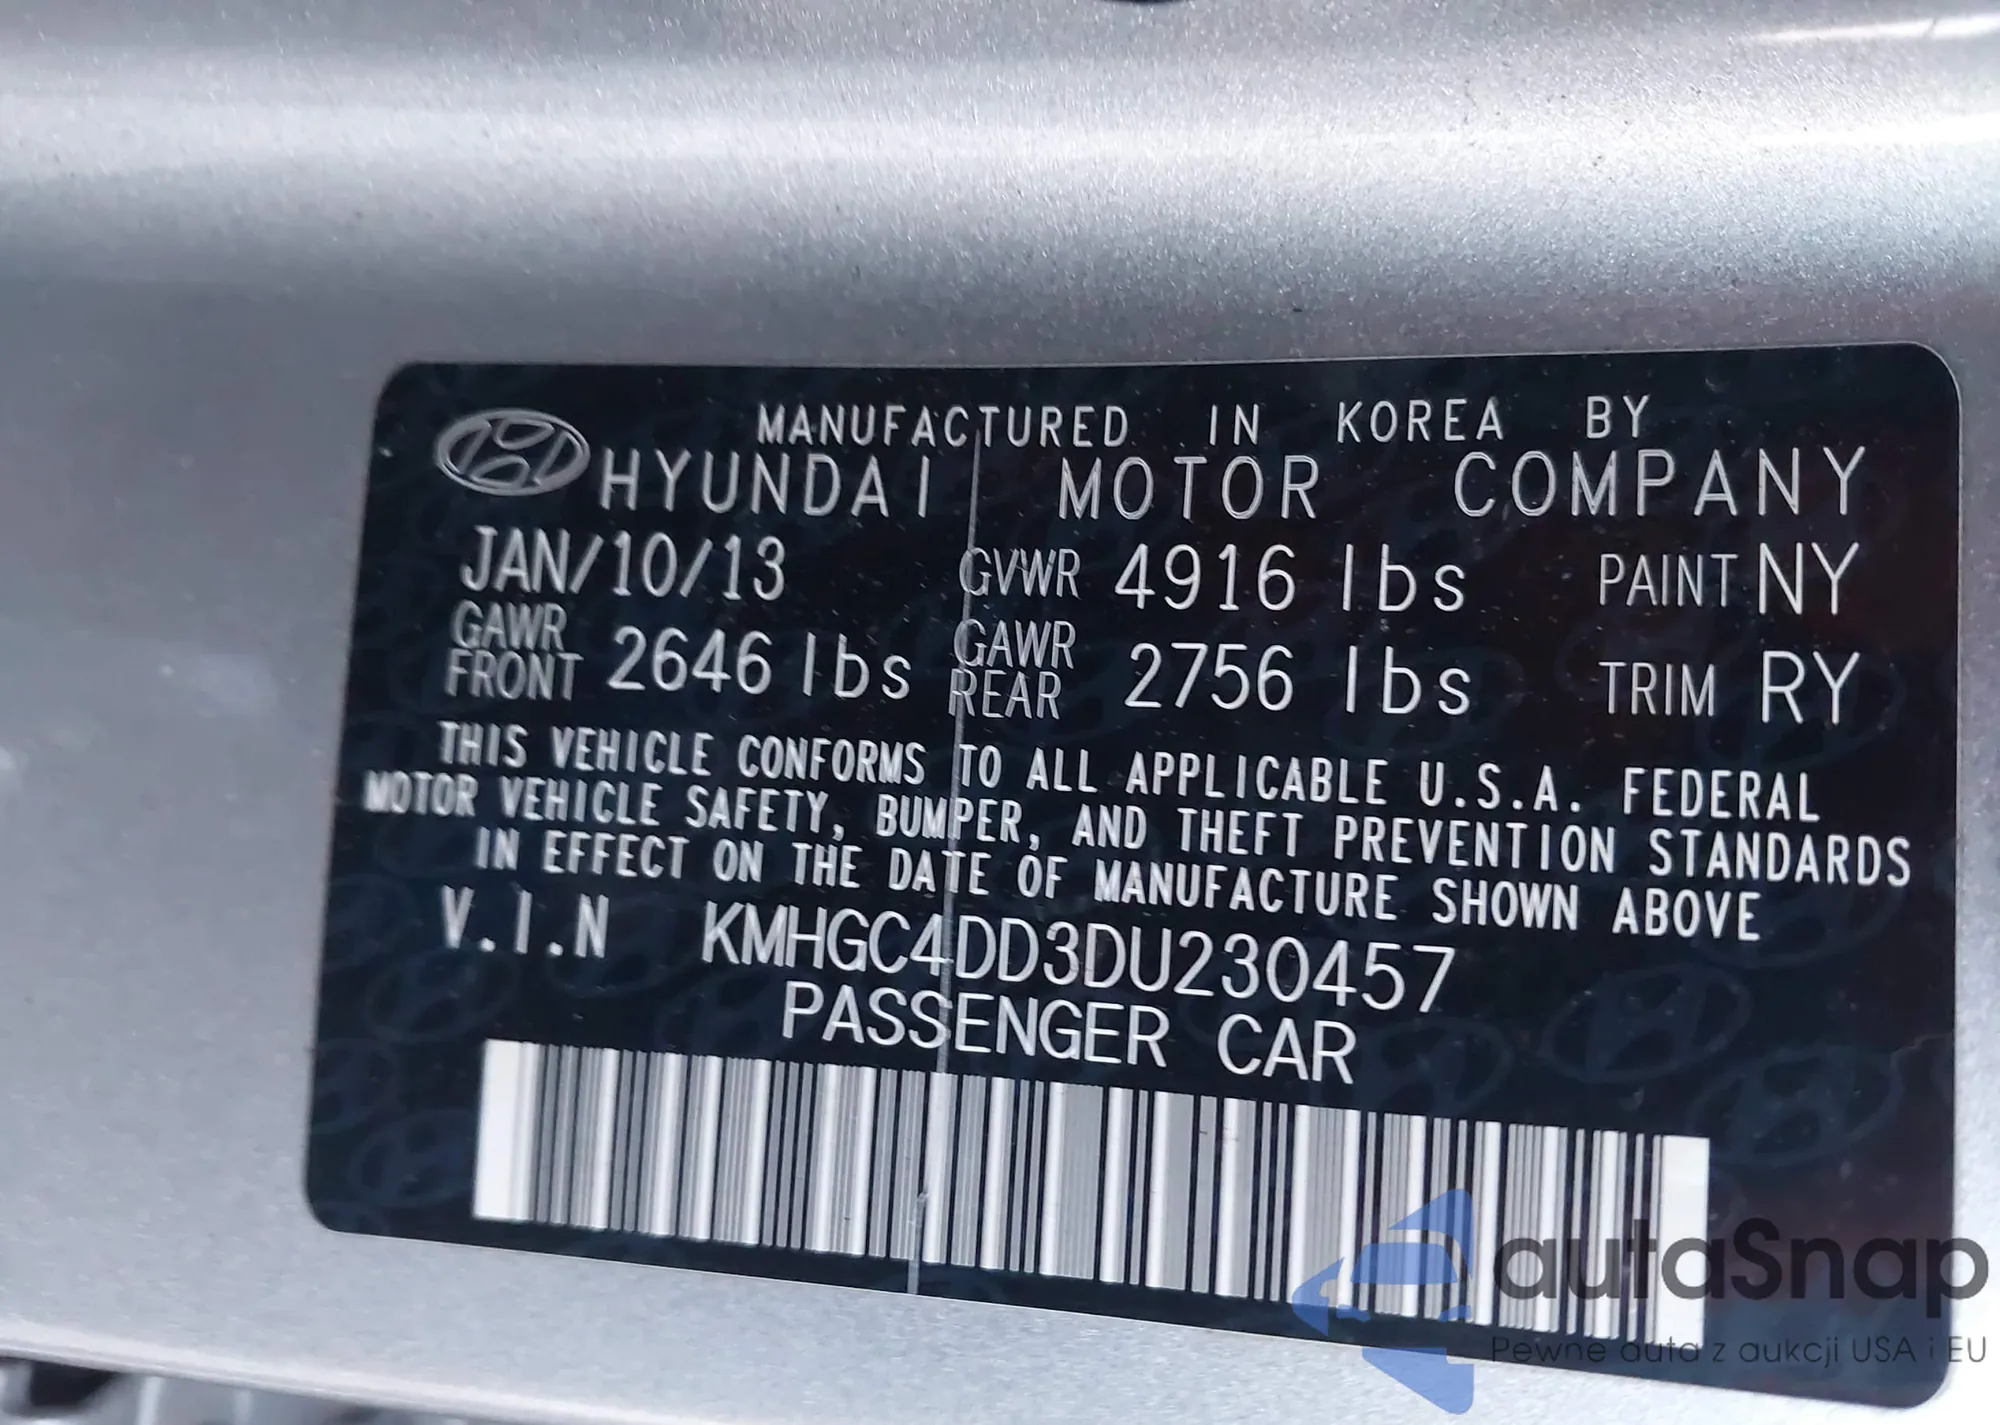 MANUFACTURED IN KOREA BY
HYUNDAI MOTOR COMPANY
JAN/10/13 GVWR 4916 lbs PAINT NY
GAWR FRONT 2646 lbs GAWR REAR 2756 lbs TRIM RY
THIS VEHICLE CONFORMS TO ALL APPLICABLE U.S.A. FEDERAL
MOTOR VEHICLE SAFETY, BUMPER, AND THEFT PREVENTION STANDARDS
IN EFFECT ON THE DATE OF MANUFACTURE SHOWN ABOVE
V.I.N KMHGC4DD3DU230457
PASSENGER CAR
autaSnap
Pewne auta z aukcji USA i EU